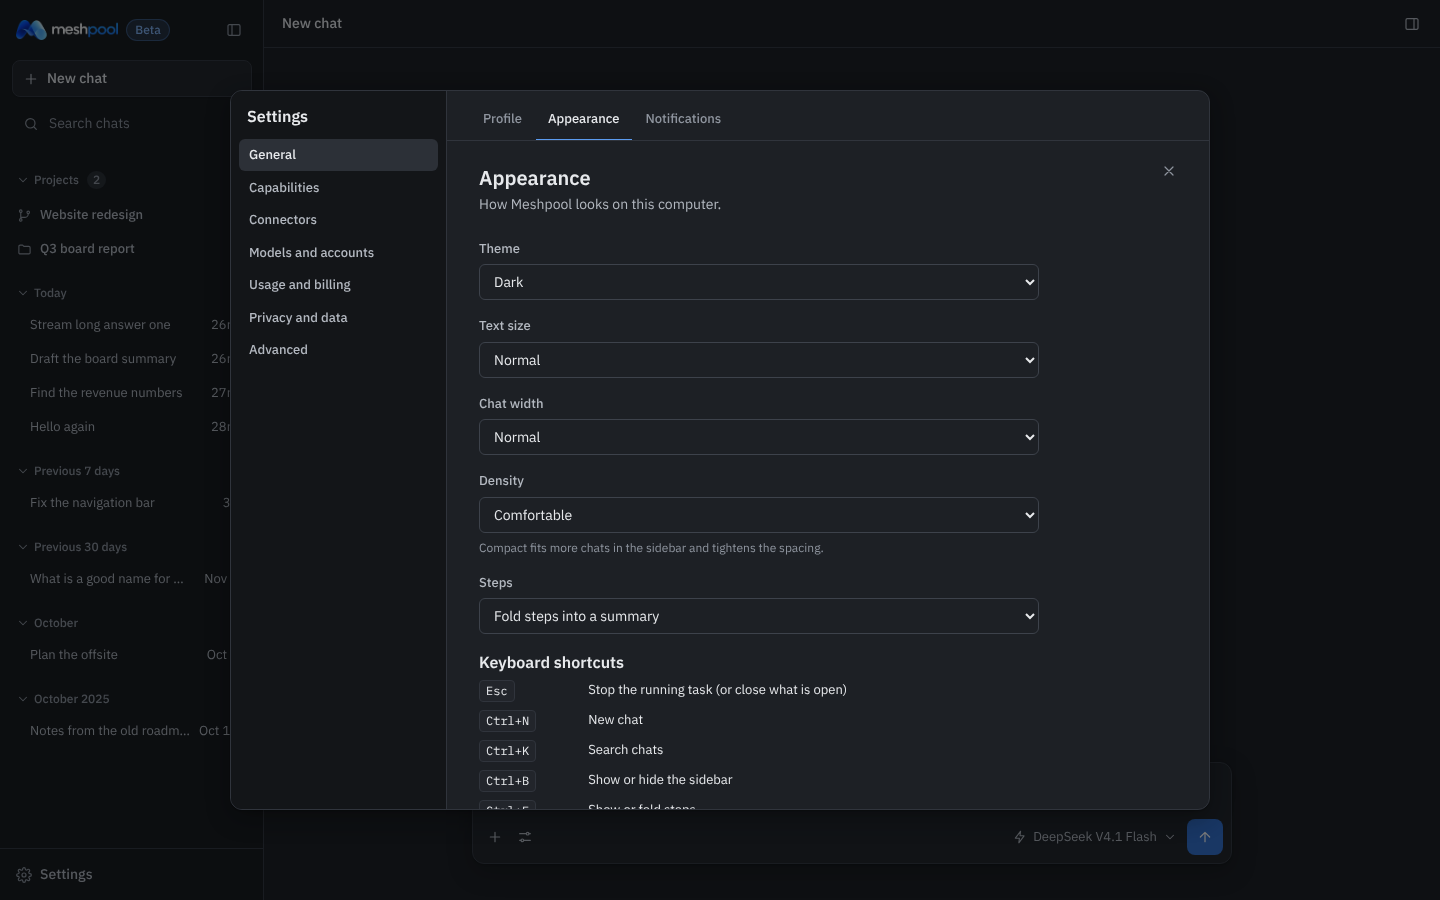 meshpool Beta
New chat
New chat
Search chats
Projects 2
Website redesign
Q3 board report
Today
Stream long answer one
Draft the board summary
Find the revenue numbers
Hello again
Previous 7 days
Fix the navigation bar
Previous 30 days
What is a good name for ... Nov
October
Plan the offsite Oct
October 2025
Notes from the old roadm... Oct 1
Settings
Settings
General
Capabilities
Connectors
Models and accounts
Usage and billing
Privacy and data
Advanced
Profile Appearance Notifications
Appearance
How Meshpool looks on this computer.
Theme
Dark
Text size
Normal
Chat width
Normal
Density
Comfortable
Compact fits more chats in the sidebar and tightens the spacing.
Steps
Fold steps into a summary
Keyboard shortcuts
Esc Stop the running task (or close what is open)
Ctrl+N New chat
Ctrl+K Search chats
Ctrl+B Show or hide the sidebar
Show or fold steps
DeepSeek V4.1 Flash